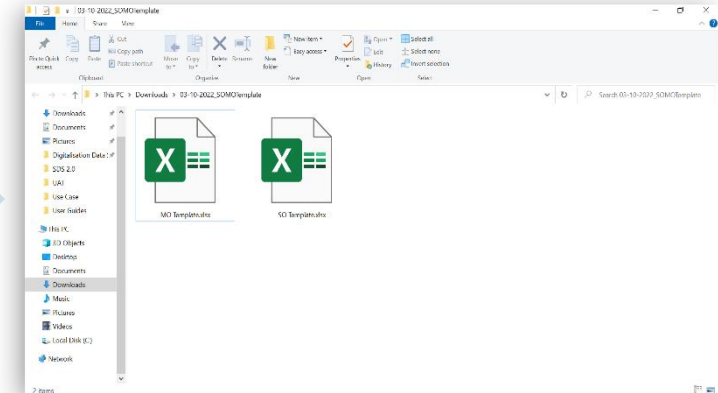 03-10-2022_SOMOTemplate
File Home Share View
Pin to Quick access Copy Paste Cut Copy path Paste shortcut Move to Copy to Delete Rename New folder New item Easy access Properties Open Edit History Select all Select none Invert selection
Clipboard Organise New Open Select
This PC > Downloads > 03-10-2022_SOMOTemplate
Search 03-10-2022_SOMOTemplate
Downloads
Documents
Pictures
Digitalisation Data
SDS 2.0
UAT
Use Case
User Guides
This PC
3D Objects
Desktop
Documents
Downloads
Music
Pictures
Videos
Local Disk (C:)
Network
MO Template.xlsx
SO Template.xlsx
2 items